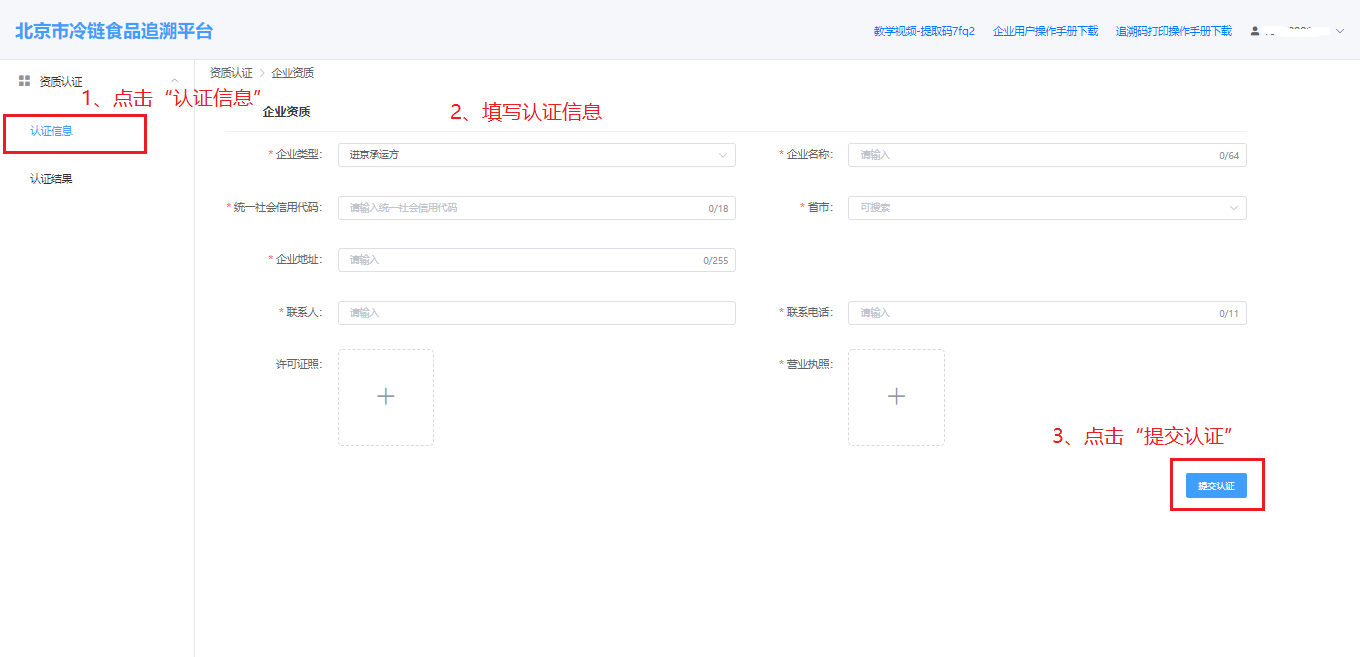 北京市冷链食品追溯平台
教学视频-提取码7fq2 企业用户操作手册下载 追溯码打印操作手册下载
资质认证
资质认证 > 企业资质
1、点击“认证信息”
企业资质
2、填写认证信息
认证信息
*企业类型: 进京承运方
*企业名称: 请输入 0/64
认证结果
*统一社会信用代码: 请输入统一社会信用代码 0/18
*省市: 可搜索
*企业地址: 请输入 0/255
*联系人: 请输入
*联系电话: 请输入 0/11
许可证照: +
*营业执照: +
3、点击“提交认证”
提交认证